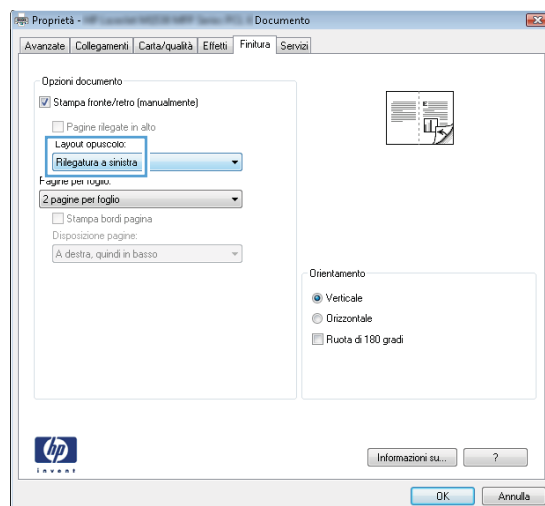 Proprietà - Documento
Avanzate Collegamenti Carta/qualità Effetti Finitura Servizi
Opzioni documento
Stampa fronte/retro (manualmente)
Pagine rilegate in alto
Layout opuscolo:
Rilegatura a sinistra
Pagine per foglio:
2 pagine per foglio
Stampa bordi pagina
Disposizione pagine:
A destra, quindi in basso
Orientamento
Verticale
Orizzontale
Ruota di 180 gradi
hp
invent
Informazioni su... ?
OK Annulla